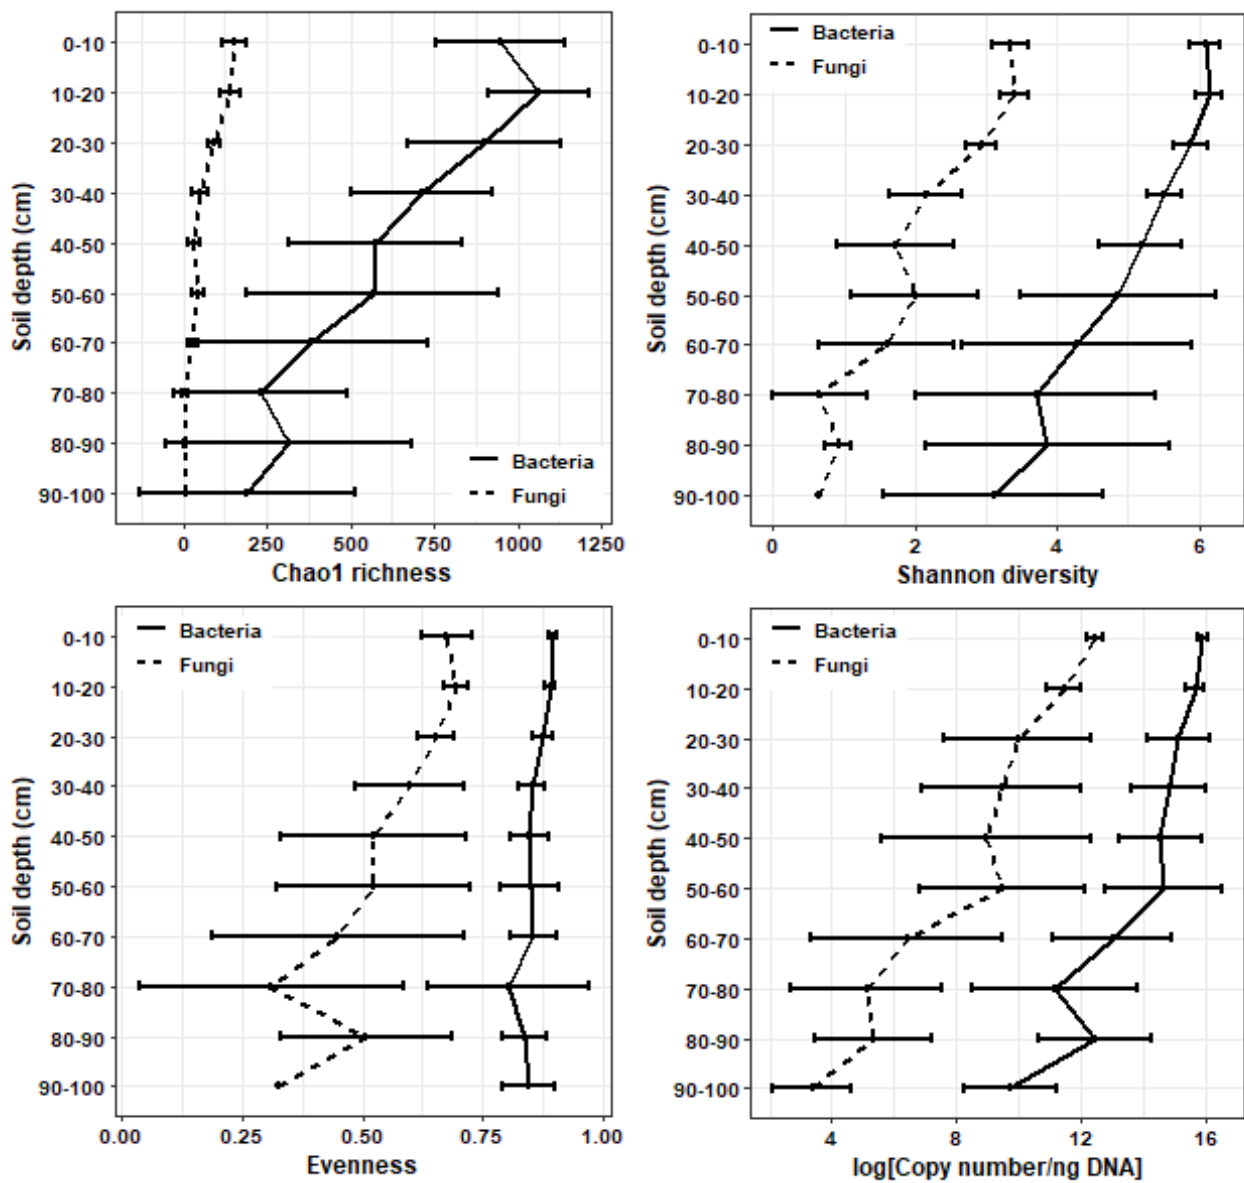 0-10
10-20
20-30
30-40
40-50
50-60
60-70
70-80
80-90
90-100
Soil depth (cm)
Bacteria
Fungi
0 250 500 750 1000 1250
Chao1 richness
0-10
10-20
20-30
30-40
40-50
50-60
60-70
70-80
80-90
90-100
Soil depth (cm)
Bacteria
Fungi
0 2 4 6
Shannon diversity
0-10
10-20
20-30
30-40
40-50
50-60
60-70
70-80
80-90
90-100
Soil depth (cm)
Bacteria
Fungi
0.00 0.25 0.50 0.75 1.00
Evenness
0-10
10-20
20-30
30-40
40-50
50-60
60-70
70-80
80-90
90-100
Soil depth (cm)
Bacteria
Fungi
4 8 12 16
log[Copy number/ng DNA]